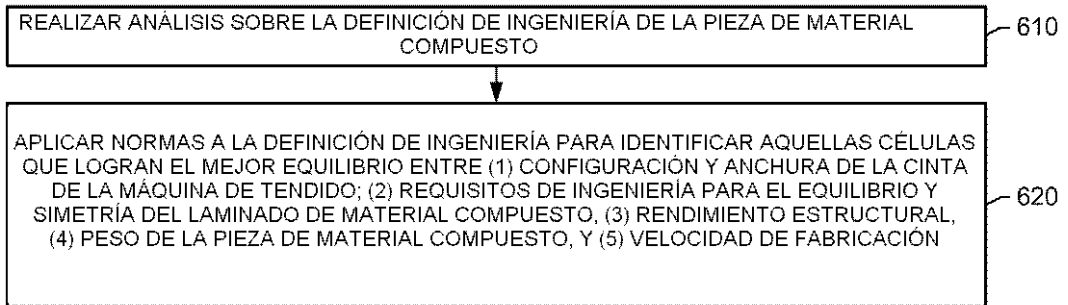 REALIZAR ANÁLISIS SOBRE LA DEFINICIÓN DE INGENIERÍA DE LA PIEZA DE MATERIAL
COMPUESTO
610
APLICAR NORMAS A LA DEFINICIÓN DE INGENIERÍA PARA IDENTIFICAR AQUELLAS CÉLULAS
QUE LOGRAN EL MEJOR EQUILIBRIO ENTRE (1) CONFIGURACIÓN Y ANCHURA DE LA CINTA
DE LA MÁQUINA DE TENDIDO; (2) REQUISITOS DE INGENIERÍA PARA EL EQUILIBRIO Y
SIMETRÍA DEL LAMINADO DE MATERIAL COMPUESTO, (3) RENDIMIENTO ESTRUCTURAL,
(4) PESO DE LA PIEZA DE MATERIAL COMPUESTO, Y (5) VELOCIDAD DE FABRICACIÓN
620